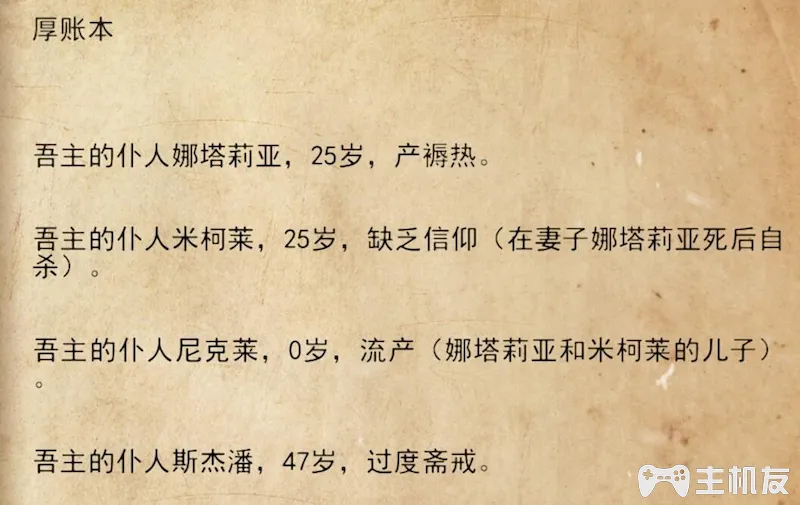 厚账本
吾主的仆人娜塔莉亚，25岁，产褥热。
吾主的仆人米柯莱，25岁，缺乏信仰（在妻子娜塔莉亚死后自
杀）。
吾主的仆人尼克莱，0岁，流产（娜塔莉亚和米柯莱的儿子）
。
吾主的仆人斯杰潘，47岁，过度斋戒。
主机友